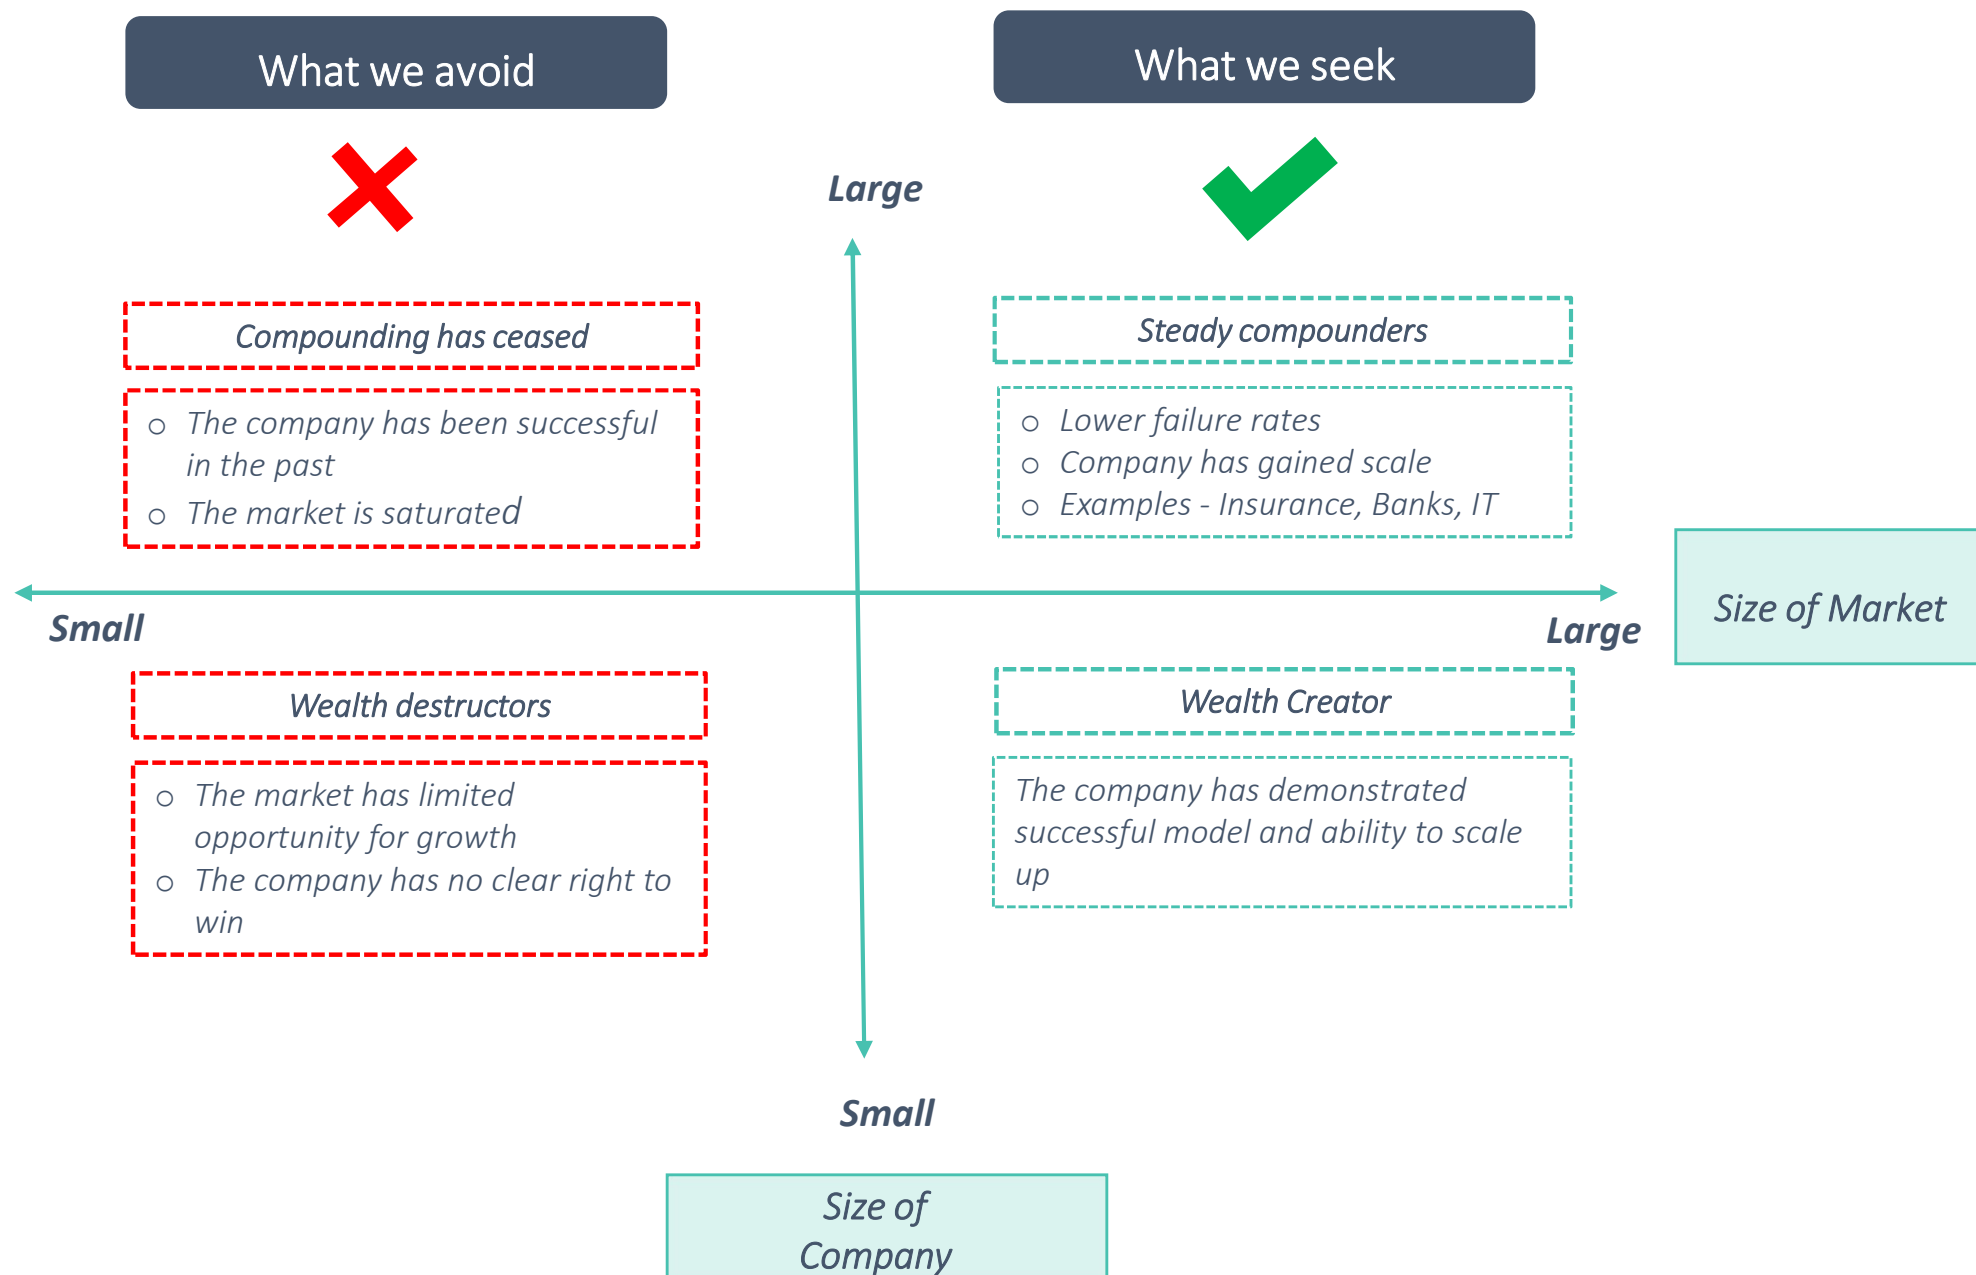 What we avoid
What we seek
Large
Compounding has ceased
o The company has been successful
in the past
o The market is saturated
Steady compounders
o Lower failure rates
o Company has gained scale
o Examples - Insurance, Banks, IT
Small
Large
Size of Market
Wealth destructors
o The market has limited
opportunity for growth
o The company has no clear right to
win
Wealth Creator
The company has demonstrated
successful model and ability to scale
up
Small
Size of
Company